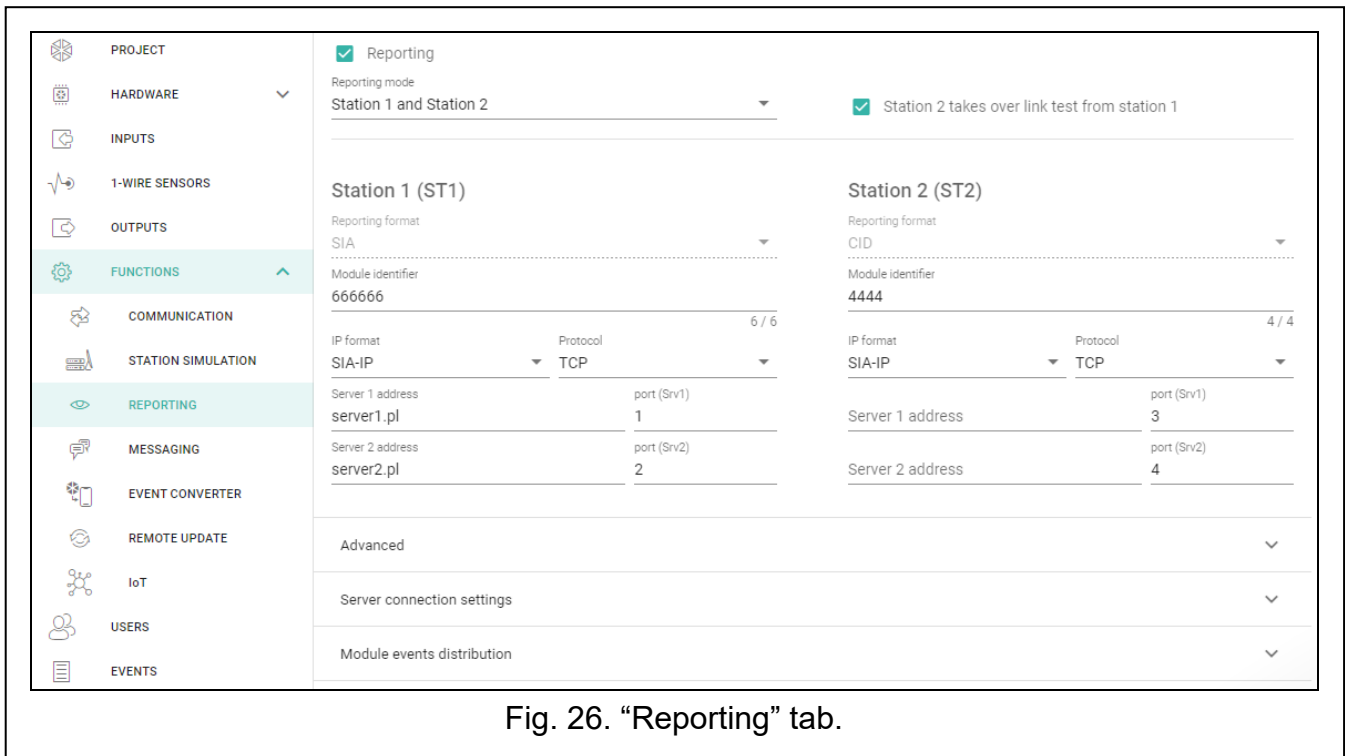 PROJECT
HARDWARE
INPUTS
1-WIRE SENSORS
OUTPUTS
FUNCTIONS
COMMUNICATION
STATION SIMULATION
REPORTING
MESSAGING
EVENT CONVERTER
REMOTE UPDATE
IoT
USERS
EVENTS
Reporting
Reporting mode
Station 1 and Station 2
Station 2 takes over link test from station 1
Station 1 (ST1)
Reporting format
SIA
Module identifier
666666
6 / 6
IP format Protocol
SIA-IP TCP
Server 1 address port (Srv1)
server1.pl 1
Server 2 address port (Srv2)
server2.pl 2
Station 2 (ST2)
Reporting format
CID
Module identifier
4444
4 / 4
IP format Protocol
SIA-IP TCP
port (Srv1)
Server 1 address 3
port (Srv2)
Server 2 address 4
Advanced
Server connection settings
Module events distribution
Fig. 26. “Reporting” tab.